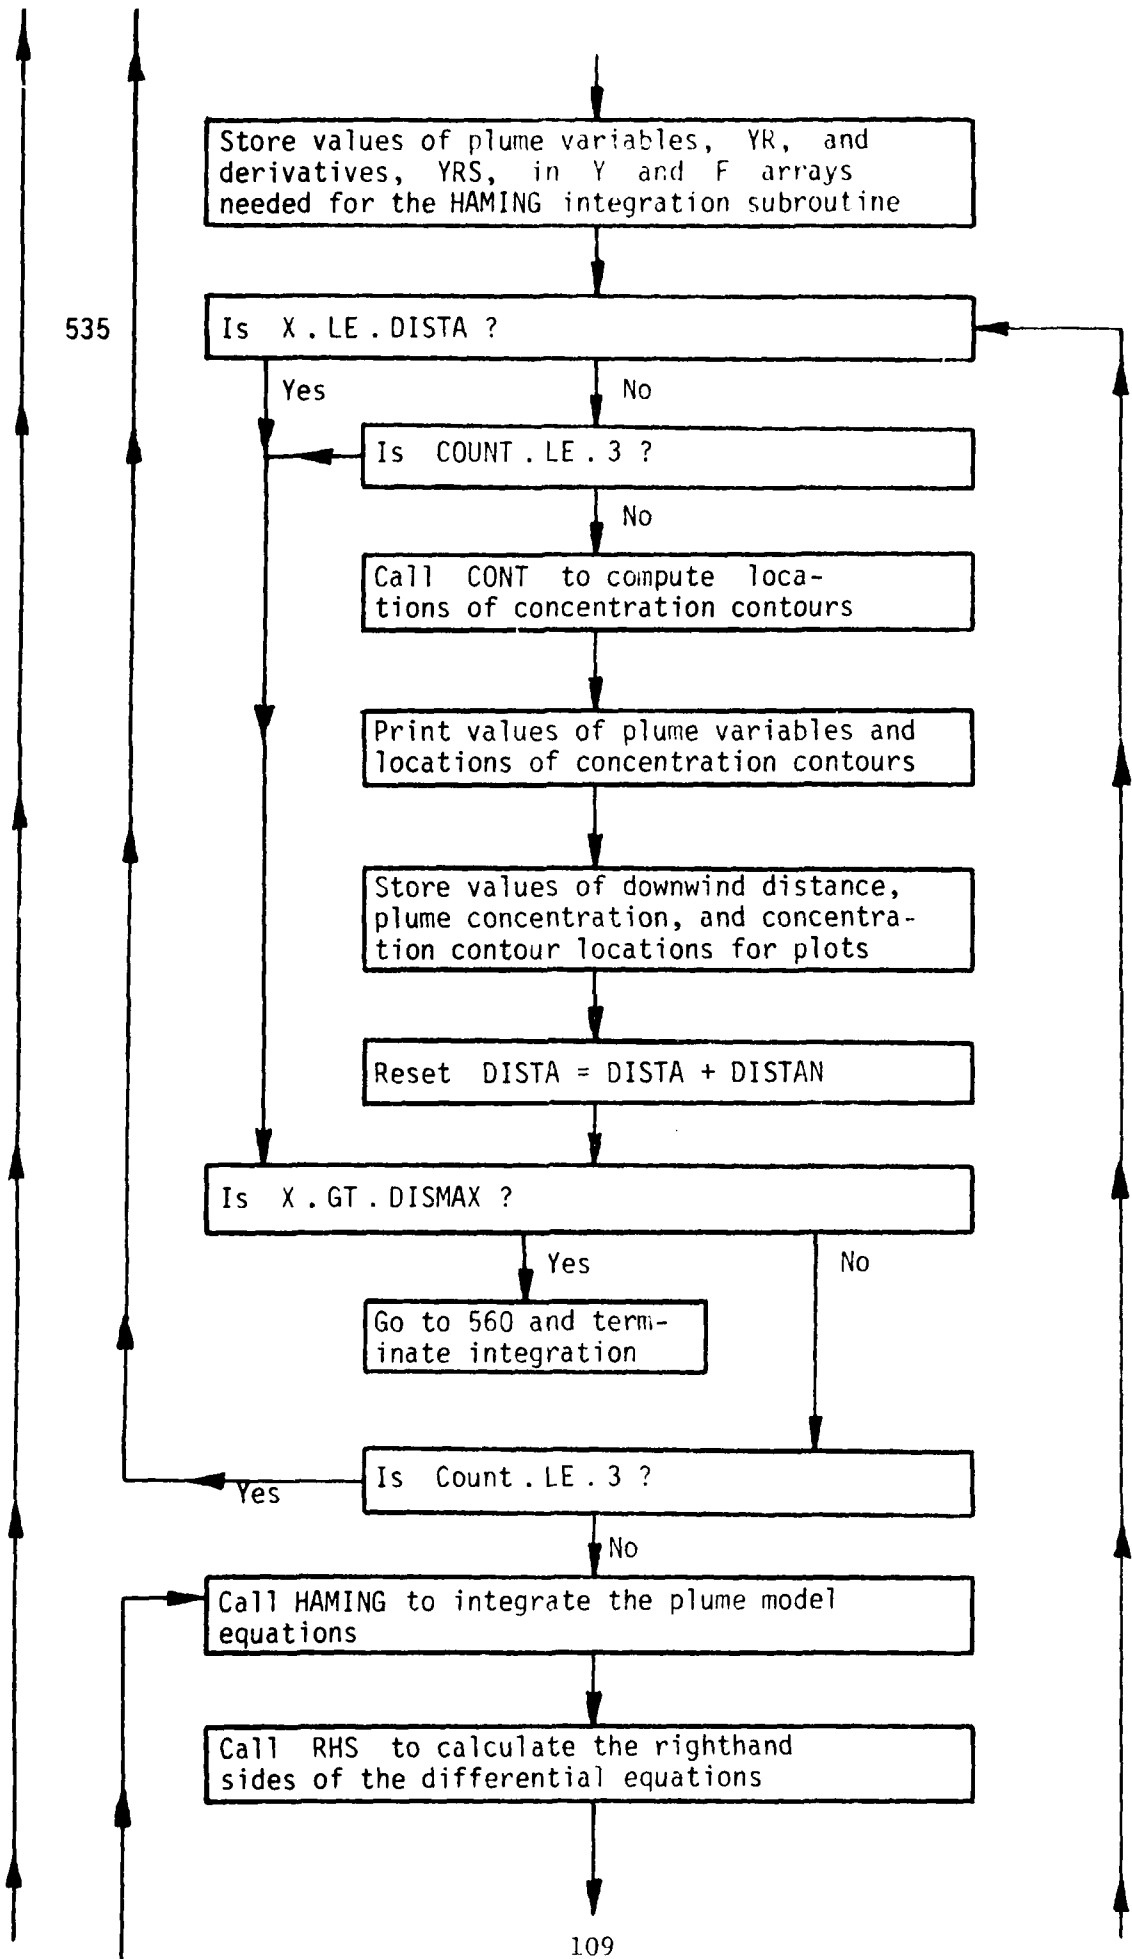 Store values of plume variables, YR, and
derivatives, YRS, in Y and F arrays
needed for the HAMING integration subroutine
535
Is X.LE.DISTA ?
Yes
No
Is COUNT.LE.3 ?
No
Call CONT to compute loca-
tions of concentration contours
Print values of plume variables and
locations of concentration contours
Store values of downwind distance,
plume concentration, and concentra-
tion contour locations for plots
Reset DISTA = DISTA + DISTAN
Is X.GT.DISMAX ?
Yes
No
Go to 560 and term-
inate integration
Is Count.LE.3 ?
Yes
No
Call HAMING to integrate the plume model
equations
Call RHS to calculate the righthand
sides of the differential equations
109